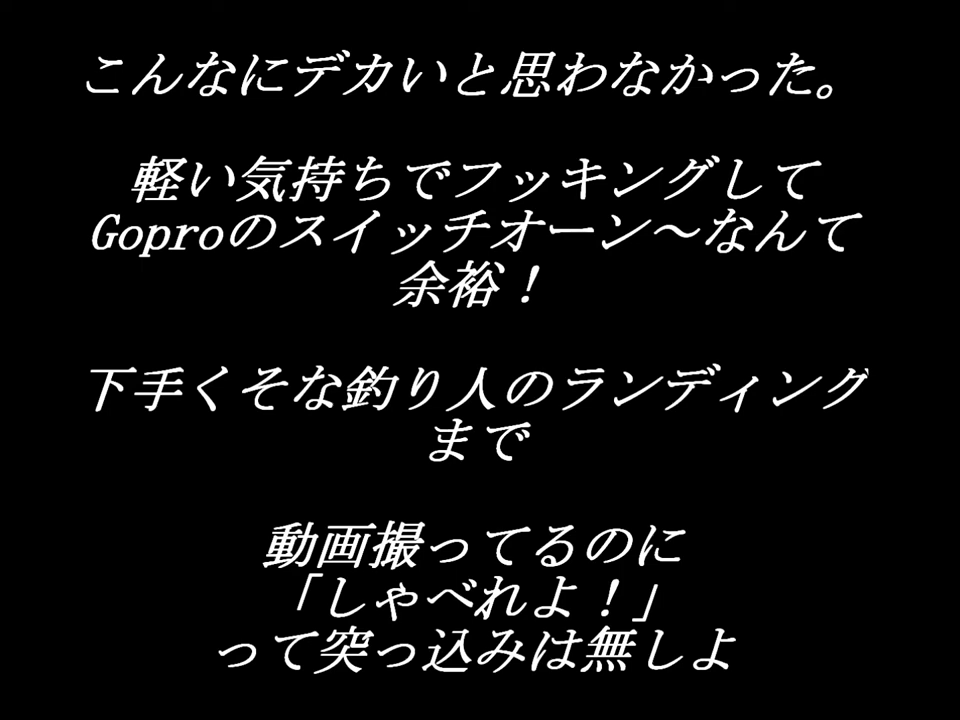 こんなにデカいと思わなかった。
軽い気持ちでフッキングして
Goproのスイッチオーン～なんて
余裕！
下手くそな釣り人のランディング
まで
動画撮ってるのに
「しゃべれよ！」
って突っ込みは無しよ